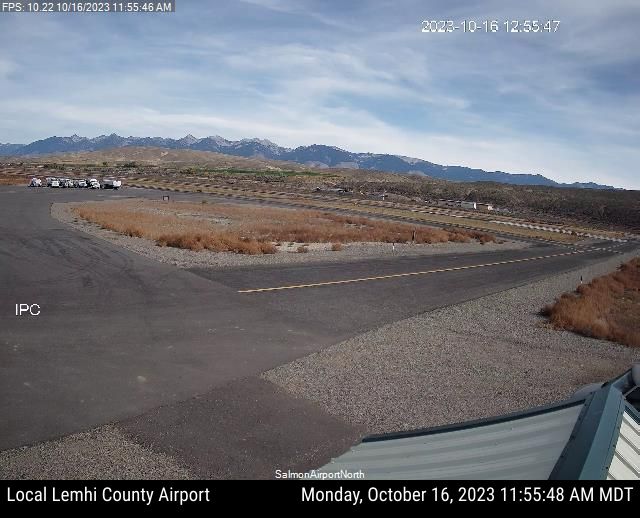 FPS: 10.22 10/16/2023 11:55:46 AM
2023-10-16 12:55:47
IPC
SalmonAirportNorth
Local Lemhi County Airport Monday, October 16, 2023 11:55:48 AM MDT